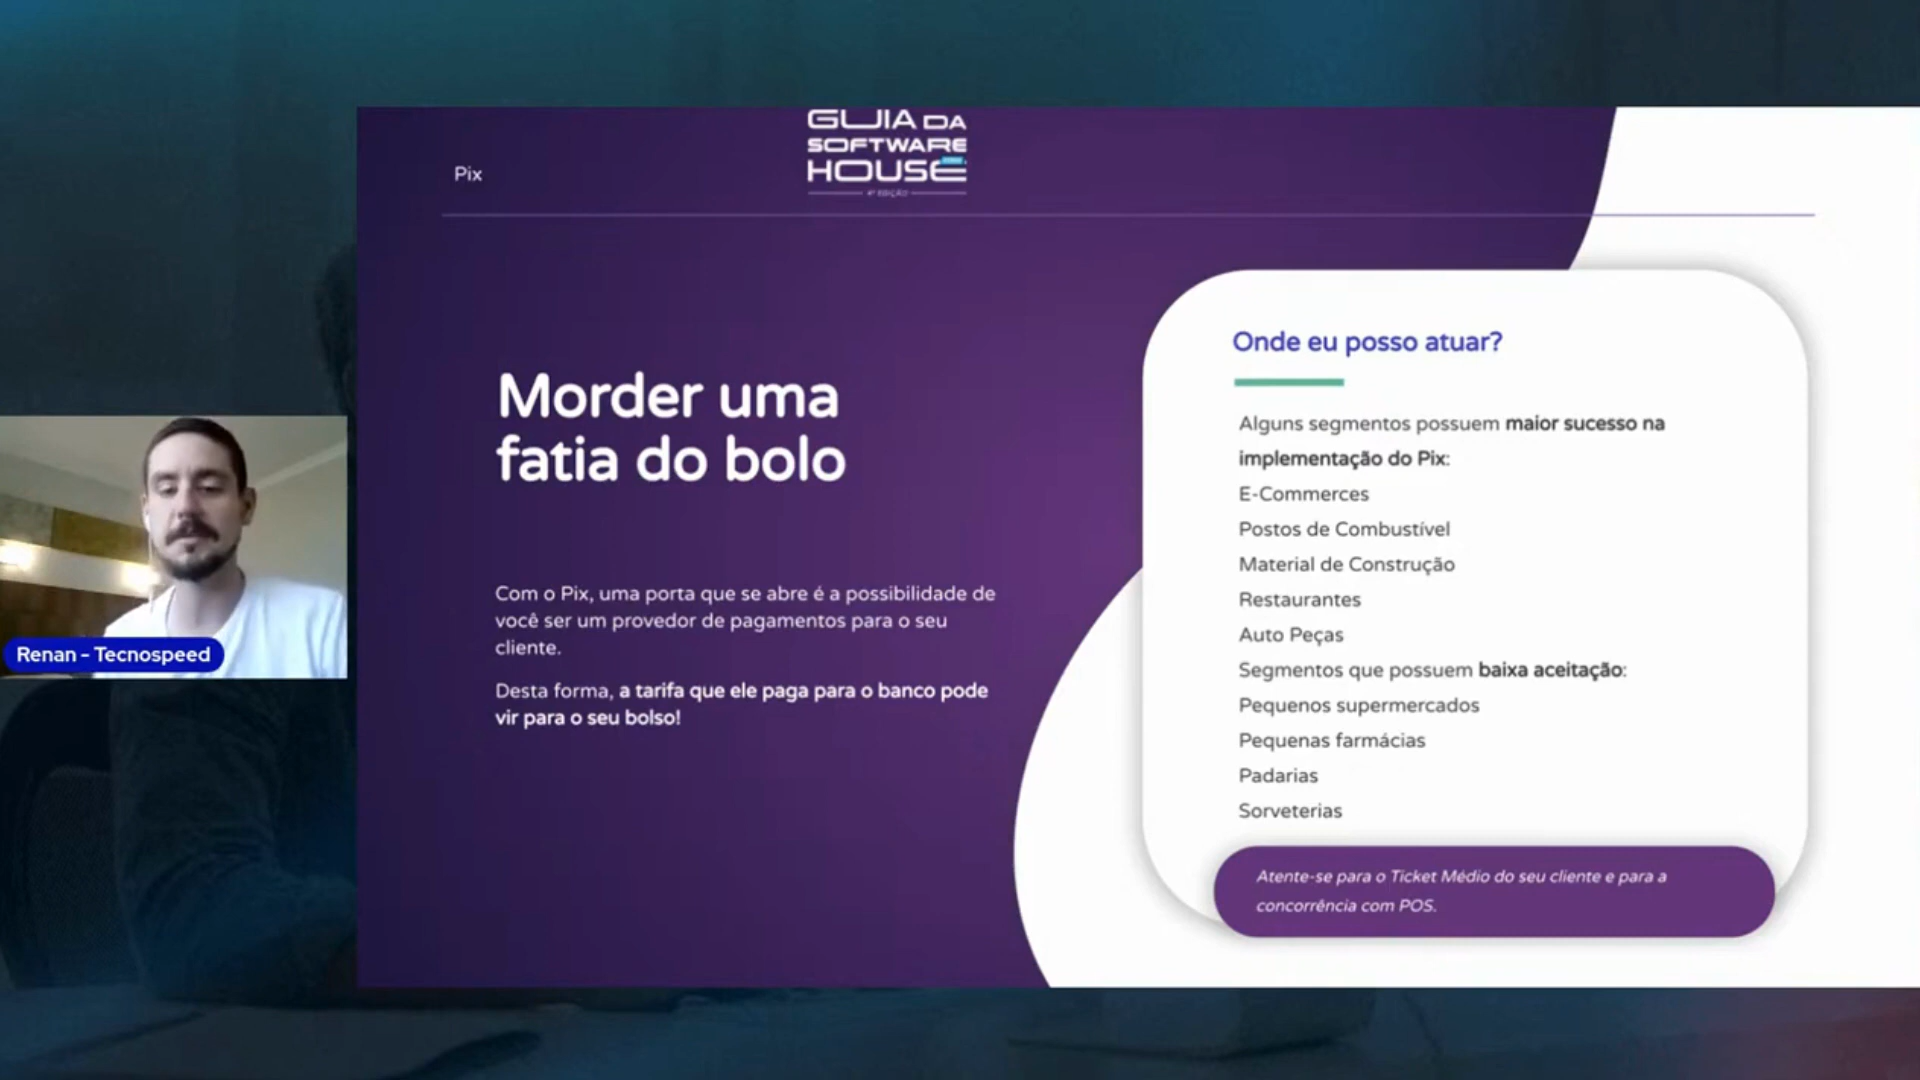 Pix
GUIA DA
SOFTWARE
HOUSE
4ª EDIÇÃO
Morder uma
fatia do bolo
Com o Pix, uma porta que se abre é a possibilidade de
você ser um provedor de pagamentos para o seu
cliente.
Desta forma, a tarifa que ele paga para o banco pode
vir para o seu bolso!
Onde eu posso atuar?
Alguns segmentos possuem maior sucesso na
implementação do Pix:
E-Commerces
Postos de Combustível
Material de Construção
Restaurantes
Auto Peças
Segmentos que possuem baixa aceitação:
Pequenos supermercados
Pequenas farmácias
Padarias
Sorveterias
Atente-se para o Ticket Médio do seu cliente e para a
concorrência com POS.
Renan - Tecnospeed